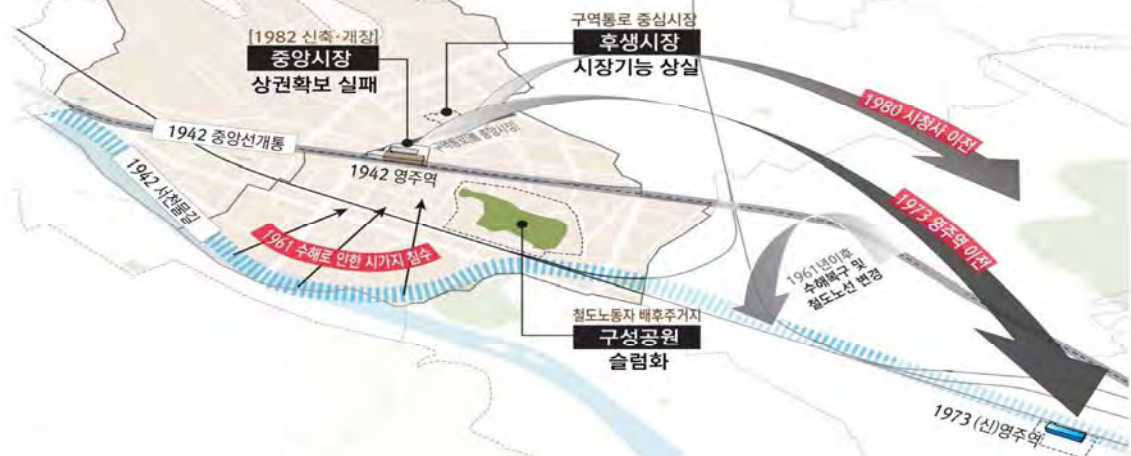 [1982 신축·개장]
중앙시장
상권확보 실패
구역통로 중심시장
후생시장
시장기능 상실
1980 시청사 이전
1942 중앙선개통
1942 영주역
1942 서천물길
1961 수해로 인한 시가지 침수
1973 영주역 이전
1961년이후
수해복구 및
철도노선 변경
철도노동자 배후주거지
구성공원
슬럼화
1973 (신)영주역